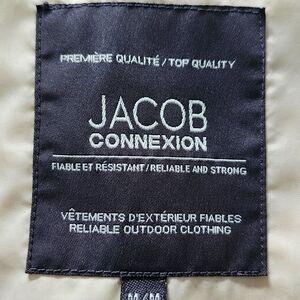 PREMIÈRE QUALITÉ / TOP QUALITY
JACOB
CONNEXION
FIABLE ET RÉSISTANT / RELIABLE AND STRONG
VÊTEMENTS D'EXTÉRIEUR FIABLES
RELIABLE OUTDOOR CLOTHING
M/M